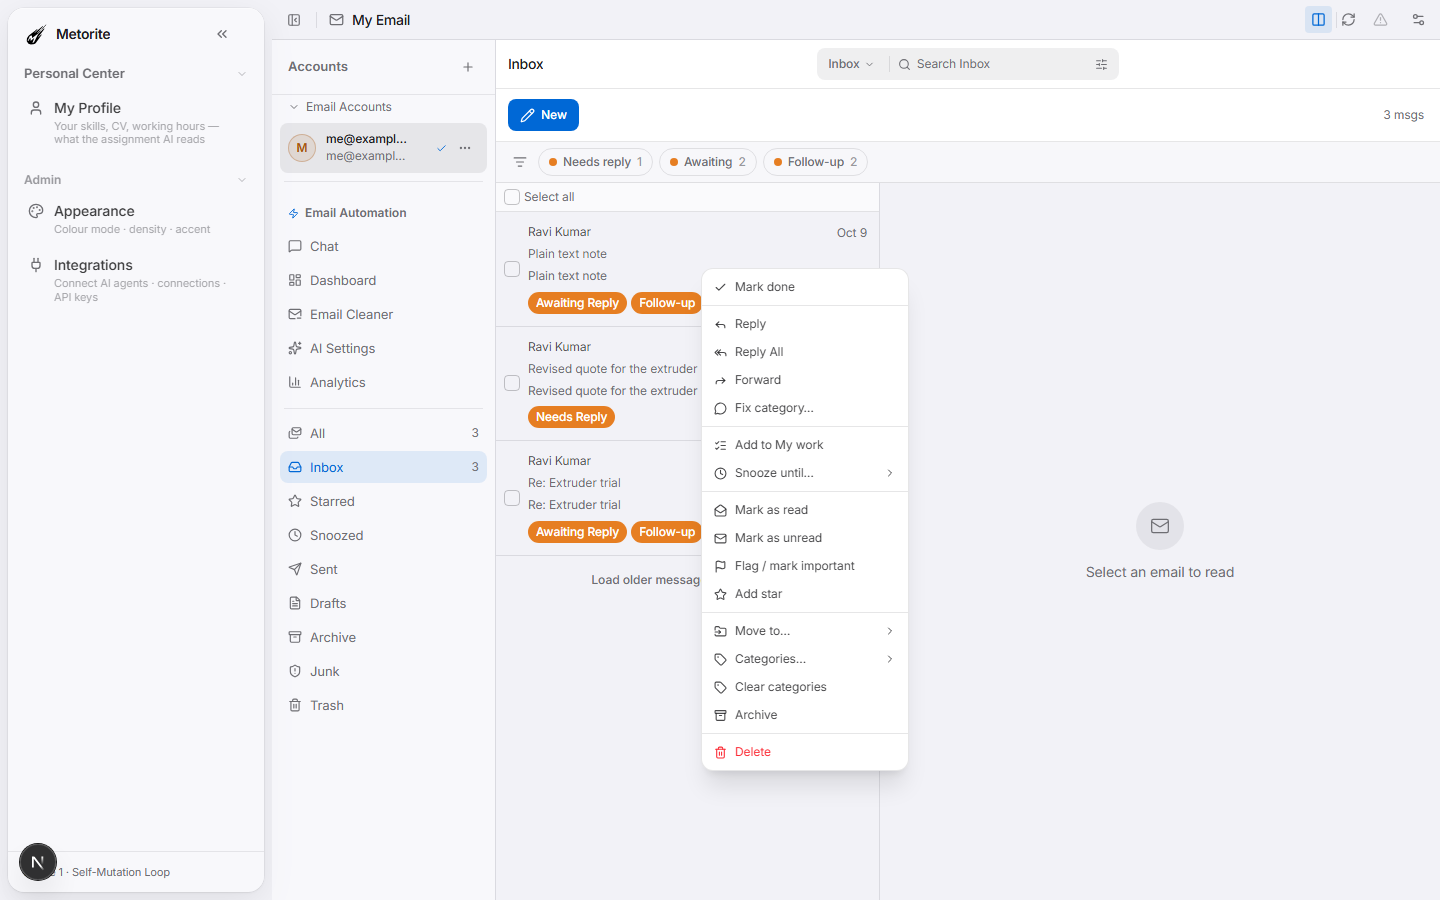 Metorite
Personal Center
My Profile
Your skills, CV, working hours —
what the assignment AI reads
Admin
Appearance
Colour mode · density · accent
Integrations
Connect AI agents · connections ·
API keys
N
1 · Self-Mutation Loop
My Email
Accounts
Email Accounts
M
me@exampl...
me@exampl...
Email Automation
Chat
Dashboard
Email Cleaner
AI Settings
Analytics
All 3
Inbox 3
Starred
Snoozed
Sent
Drafts
Archive
Junk
Trash
Inbox
Inbox
Search Inbox
New
3 msgs
Needs reply 1
Awaiting 2
Follow-up 2
Select all
Ravi Kumar Oct 9
Plain text note
Plain text note
Awaiting Reply Follow-up
Ravi Kumar
Revised quote for the extruder
Revised quote for the extruder
Needs Reply
Ravi Kumar
Re: Extruder trial
Re: Extruder trial
Awaiting Reply Follow-up
Load older
Mark done
Reply
Reply All
Forward
Fix category...
Add to My work
Snooze until...
Mark as read
Mark as unread
Flag / mark important
Add star
Move to...
Categories...
Clear categories
Archive
Delete
Select an email to read